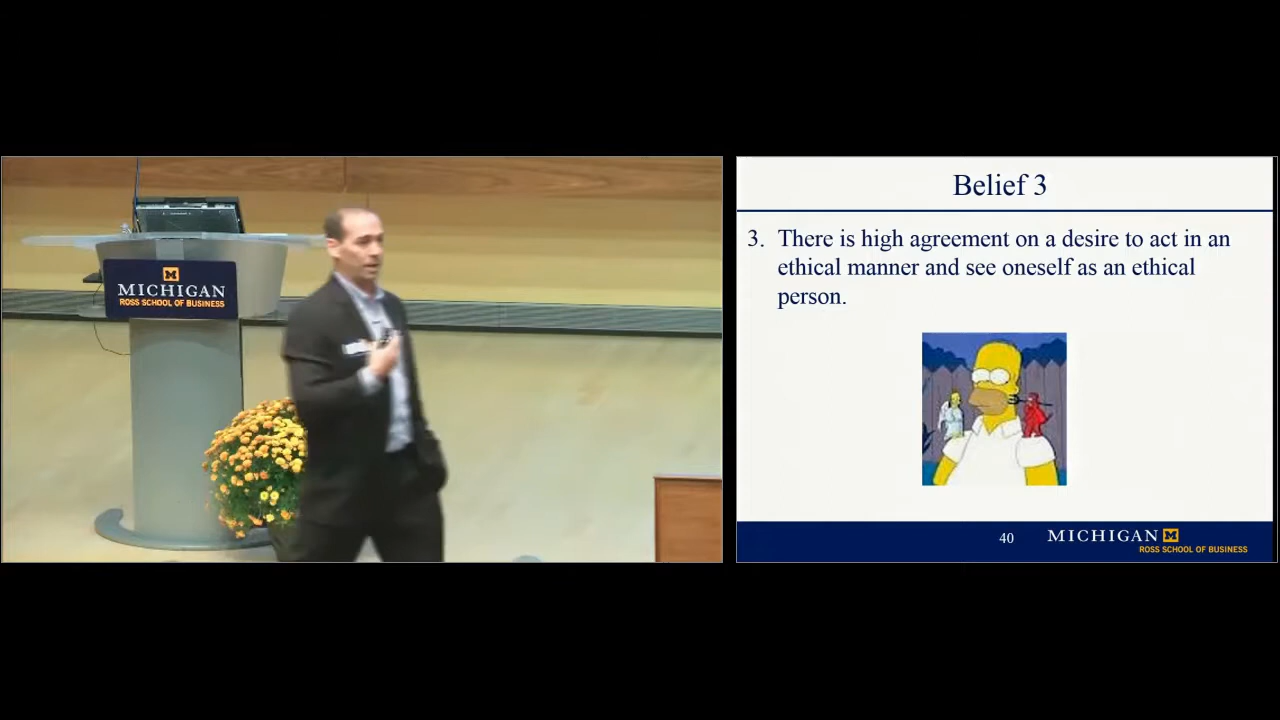 MICHIGAN
ROSS SCHOOL OF BUSINESS
Belief 3
3. There is high agreement on a desire to act in an
ethical manner and see oneself as an ethical
person.
40
MICHIGAN M
ROSS SCHOOL OF BUSINESS